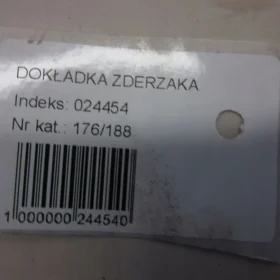 DOKŁADKA ZDERZAKA
Indeks: 024454
Nr kat.: 176/188
1 000000 244540